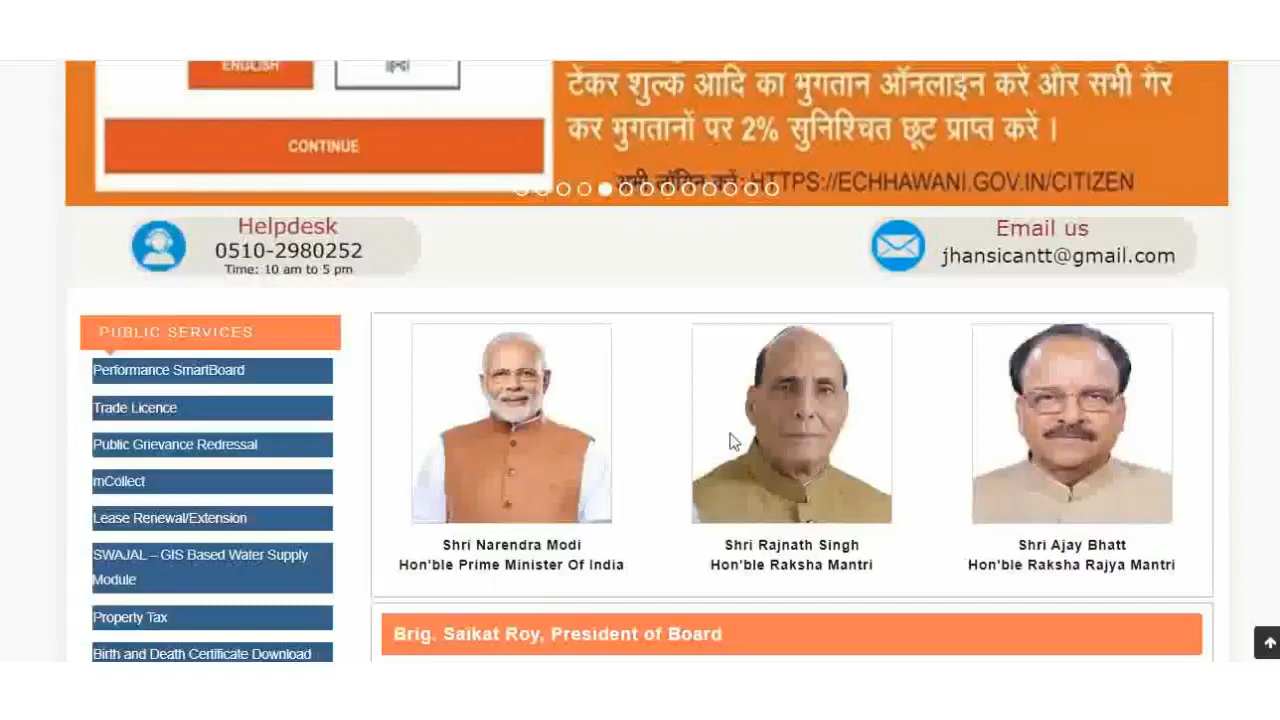 ENGLISH
हिन्दी
CONTINUE
टेकर शुल्क आदि का भुगतान ऑनलाइन करें और सभी गैर
कर भुगतानों पर 2% सुनिश्चित छूट प्राप्त करें ।
अभी लॉगिन करें: HTTPS://ECHHAWANI.GOV.IN/CITIZEN
Helpdesk
0510-2980252
Time: 10 am to 5 pm
Email us
jhansicantt@gmail.com
PUBLIC SERVICES
Performance SmartBoard
Trade Licence
Public Grievance Redressal
mCollect
Lease Renewal/Extension
SWAJAL – GIS Based Water Supply
Module
Property Tax
Birth and Death Certificate Download
Shri Narendra Modi
Hon'ble Prime Minister Of India
Shri Rajnath Singh
Hon'ble Raksha Mantri
Shri Ajay Bhatt
Hon'ble Raksha Rajya Mantri
Brig. Saikat Roy, President of Board